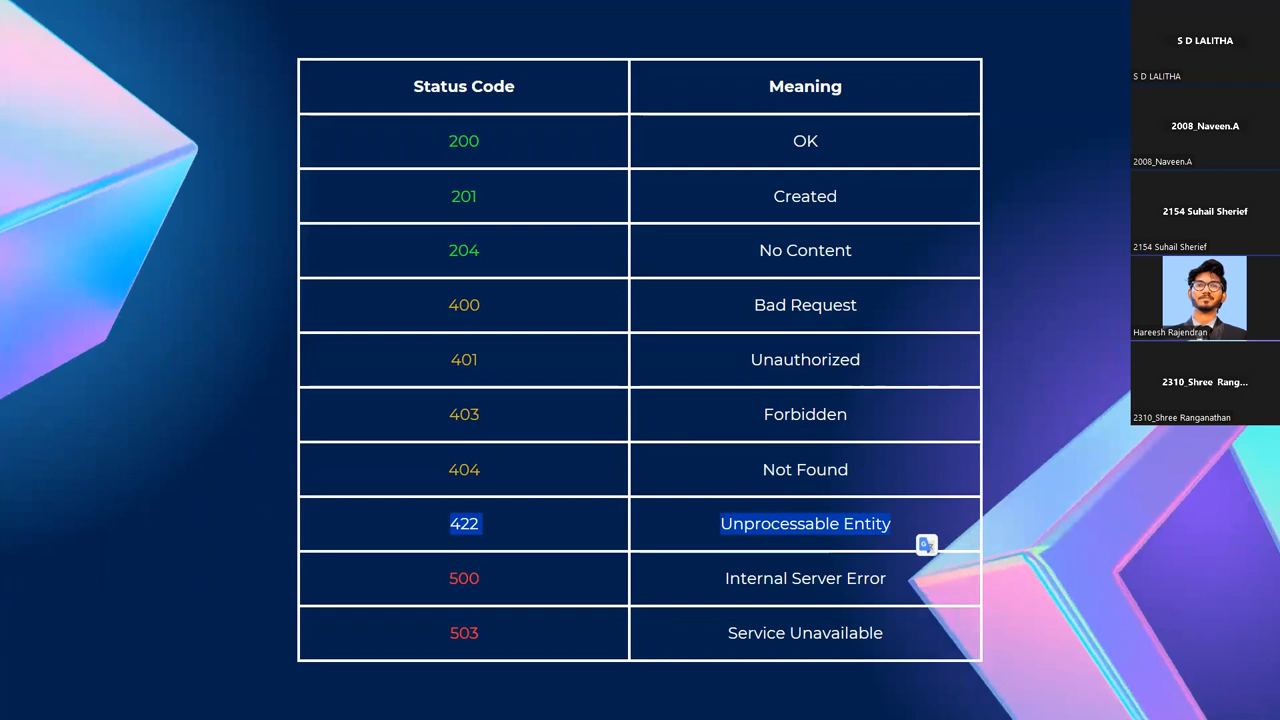 Status Code Meaning
200 OK
201 Created
204 No Content
400 Bad Request
401 Unauthorized
403 Forbidden
404 Not Found
422 Unprocessable Entity
500 Internal Server Error
503 Service Unavailable
S D LALITHA
S D LALITHA
2008_Naveen.A
2008_Naveen.A
2154 Suhail Sherief
2154 Suhail Sherief
Hareesh Rajendran
2310_Shree Rang...
2310_Shree Ranganathan